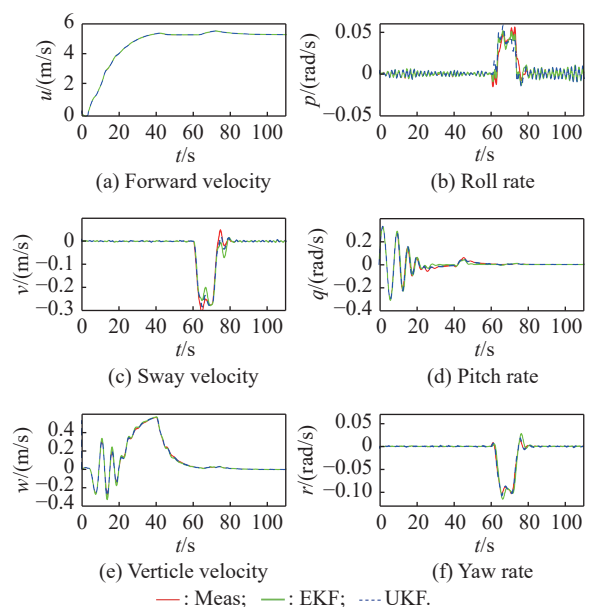 6
4
2
0
u/(m/s)
0 20 40 60 80 100
t/s
(a) Forward velocity
0.05
0
−0.05
p/(rad/s)
0 20 40 60 80 100
t/s
(b) Roll rate
0
−0.1
−0.2
−0.3
v/(m/s)
0 20 40 60 80 100
t/s
(c) Sway velocity
0.2
0
−0.2
−0.4
q/(rad/s)
0 20 40 60 80 100
t/s
(d) Pitch rate
0.4
0.2
0
−0.2
−0.4
w/(m/s)
0 20 40 60 80 100
t/s
(e) Verticle velocity
0.05
0
−0.05
−0.10
r/(rad/s)
0 20 40 60 80 100
t/s
(f) Yaw rate
: Meas; : EKF; : UKF.